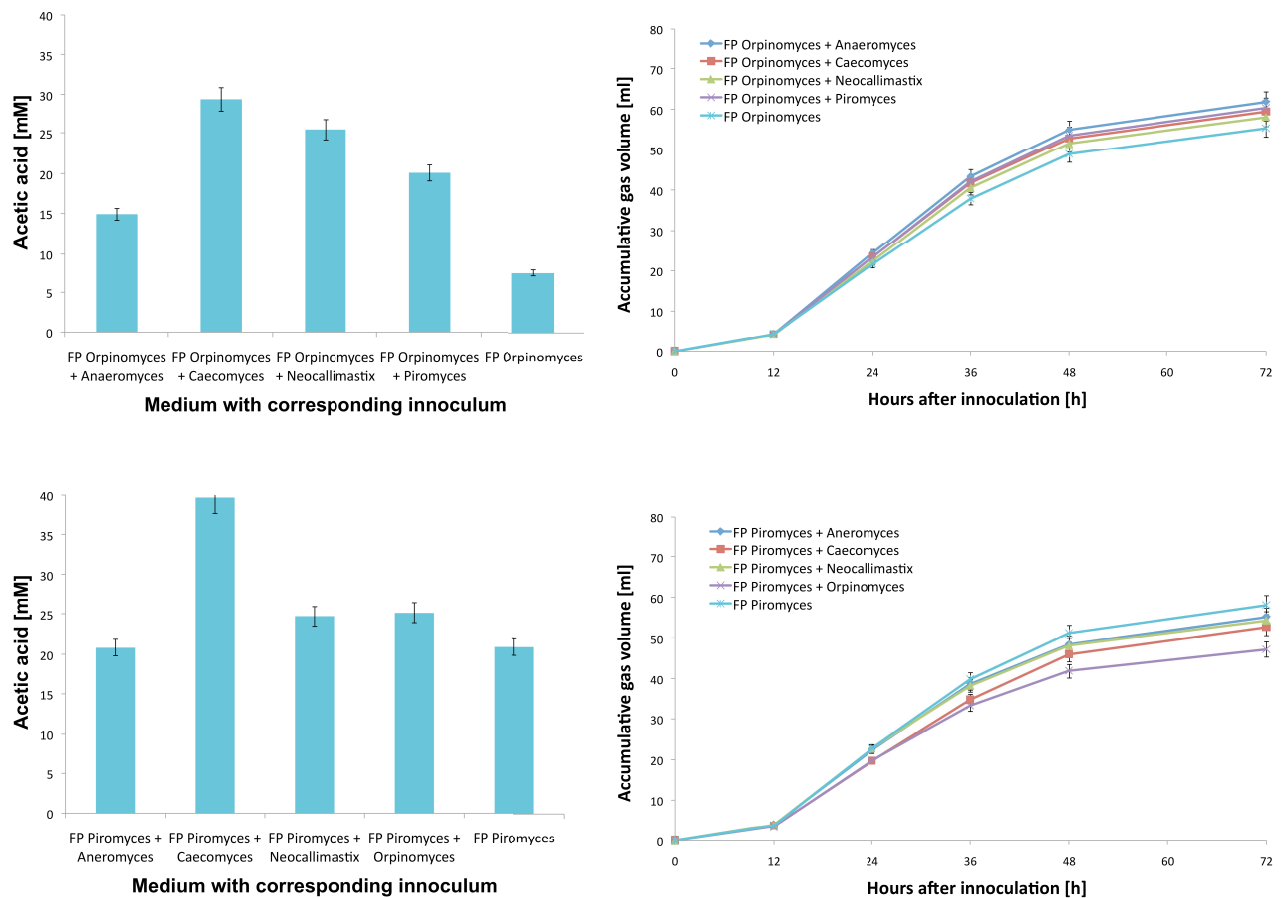 40
35
30
25
20
15
10
5
0
Acetic acid [mM]
FP Orpinomyces FP Orpinomyces FP Orpincmyces FP Orpinomyces FP Orpinomyces
+ Anaeromyces + Caecomyces + Neocallimastix + Piromyces
Medium with corresponding innoculum
80
70
60
50
40
30
20
10
0
Accumulative gas volume [ml]
FP Orpinomyces + Anaeromyces
FP Orpinomyces + Caecomyces
FP Orpinomyces + Neocallimastix
FP Orpinomyces + Piromyces
FP Orpinomyces
0 12 24 36 48 60 72
Hours after innoculation [h]
40
35
30
25
20
15
10
5
0
Acetic acid [mM]
FP Piromyces + FP Piromyces + FP Piromyces + FP Piromyces + FP Piromyces
Aneromyces Caecomyces Neocallimastix Orpinomyces
Medium with corresponding innoculum
80
70
60
50
40
30
20
10
0
Accumulative gas volume [ml]
FP Piromyces + Aneromyces
FP Piromyces + Caecomyces
FP Piromyces + Neocallimastix
FP Piromyces + Orpinomyces
FP Piromyces
0 12 24 36 48 60 72
Hours after innoculation [h]